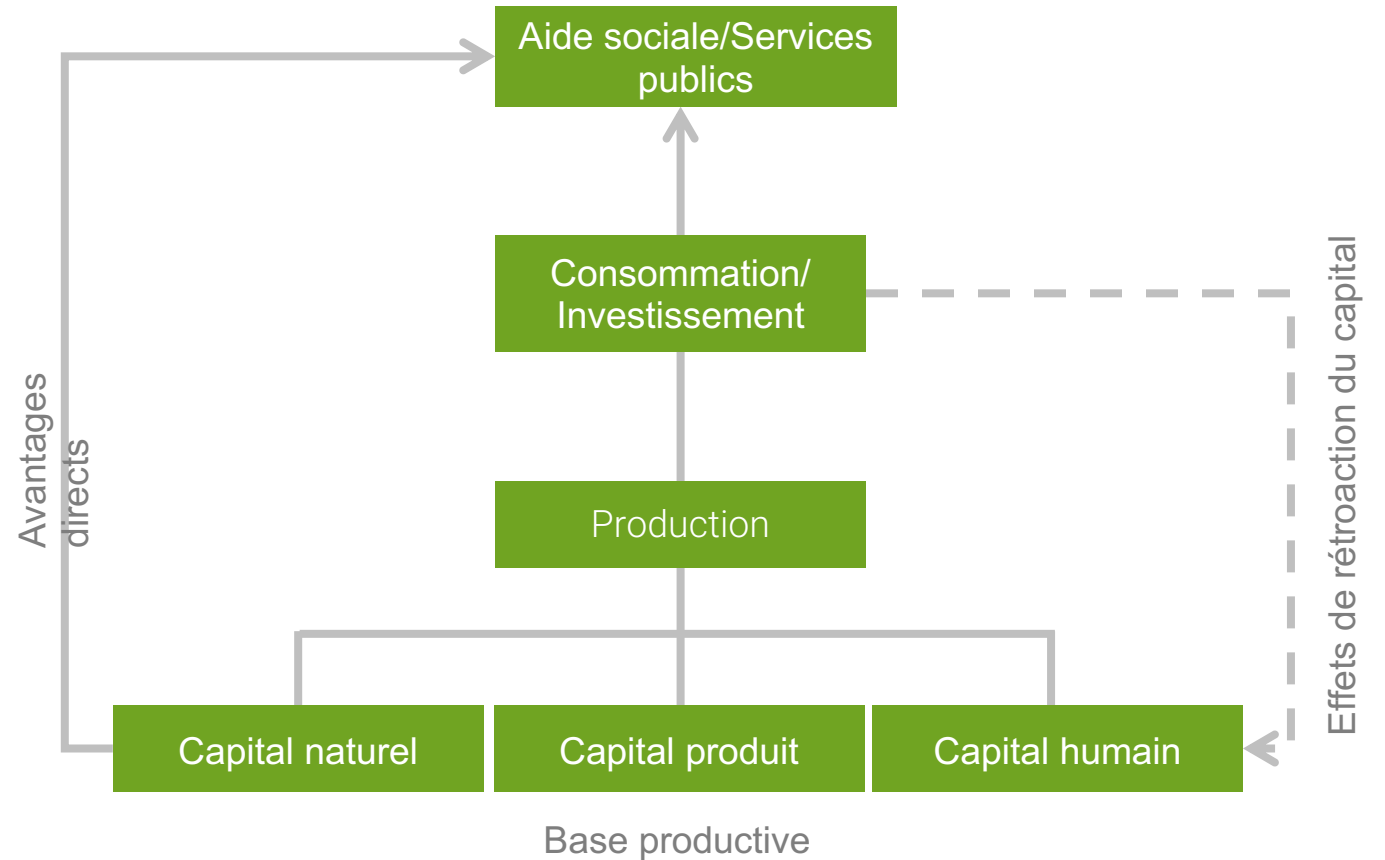 Aide sociale/Services
publics
Consommation/
Investissement
Effets de rétroaction du capital
Avantages
directs
Production
Capital naturel
Capital produit
Capital humain
Base productive